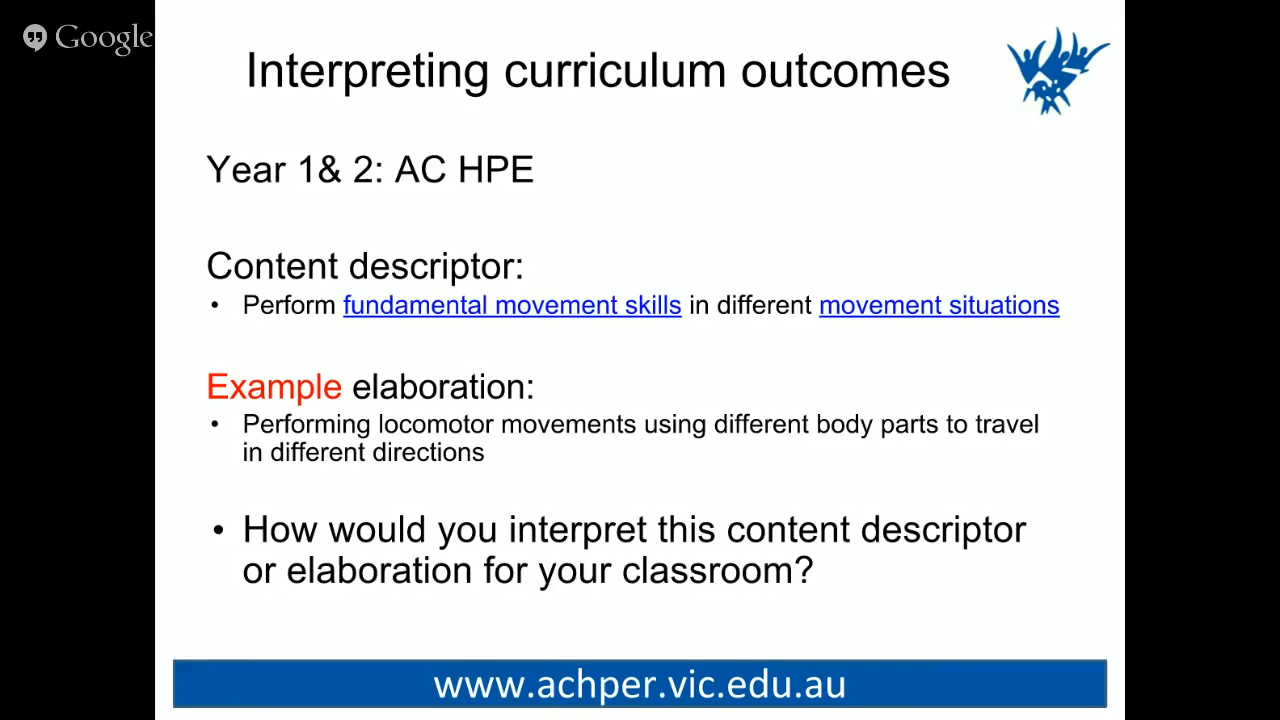 Google
Interpreting curriculum outcomes
Year 1& 2: AC HPE
Content descriptor:
• Perform fundamental movement skills in different movement situations
Example elaboration:
• Performing locomotor movements using different body parts to travel
in different directions
• How would you interpret this content descriptor
or elaboration for your classroom?
www.achper.vic.edu.au